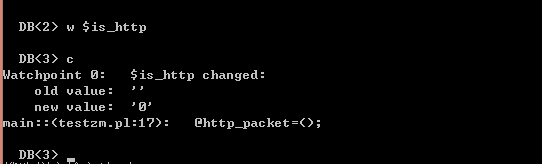 DB<2> w $is_http
DB<3> c
Watchpoint 0:   $is_http changed:
    old value:  ''
    new value:  '0'
main::(testzm.pl:17):   @http_packet=();
DB<3>